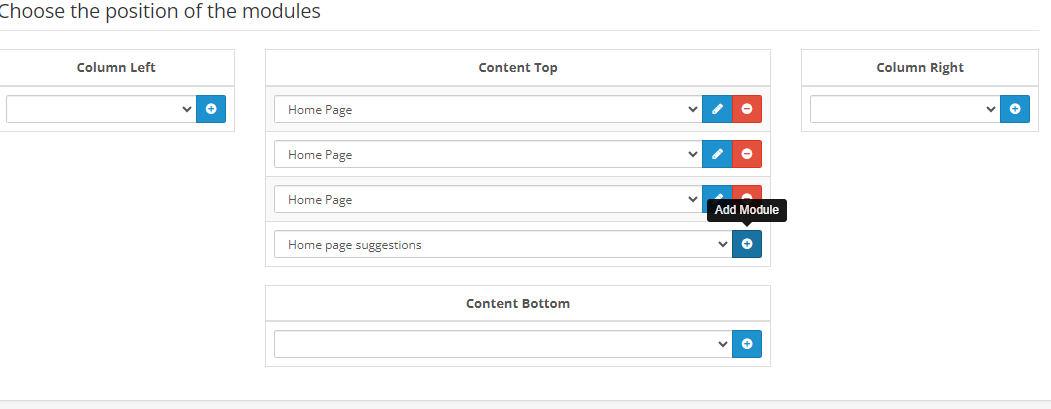 Choose the position of the modules
Column Left
Content Top
Column Right
Home Page
Home Page
Home Page
Add Module
Home page suggestions
Content Bottom